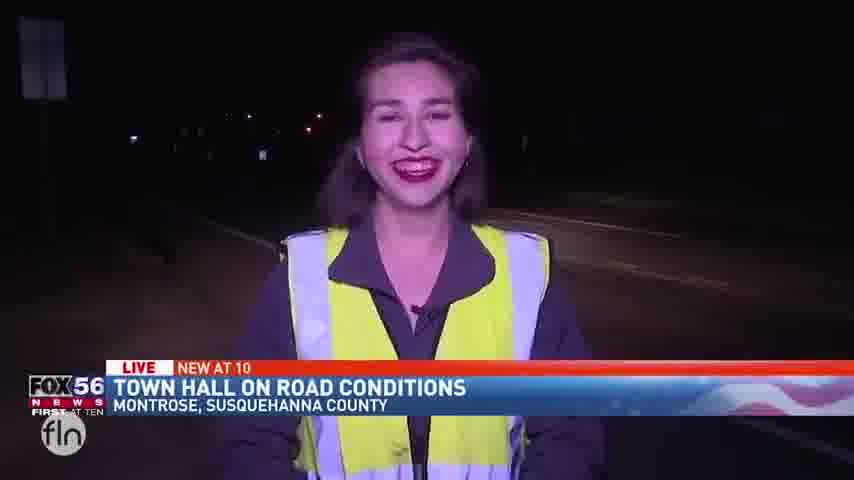 LIVE NEW AT 10
TOWN HALL ON ROAD CONDITIONS
MONTROSE, SUSQUEHANNA COUNTY
FOX 56
NEWS
FIRST. AT TEN
fln